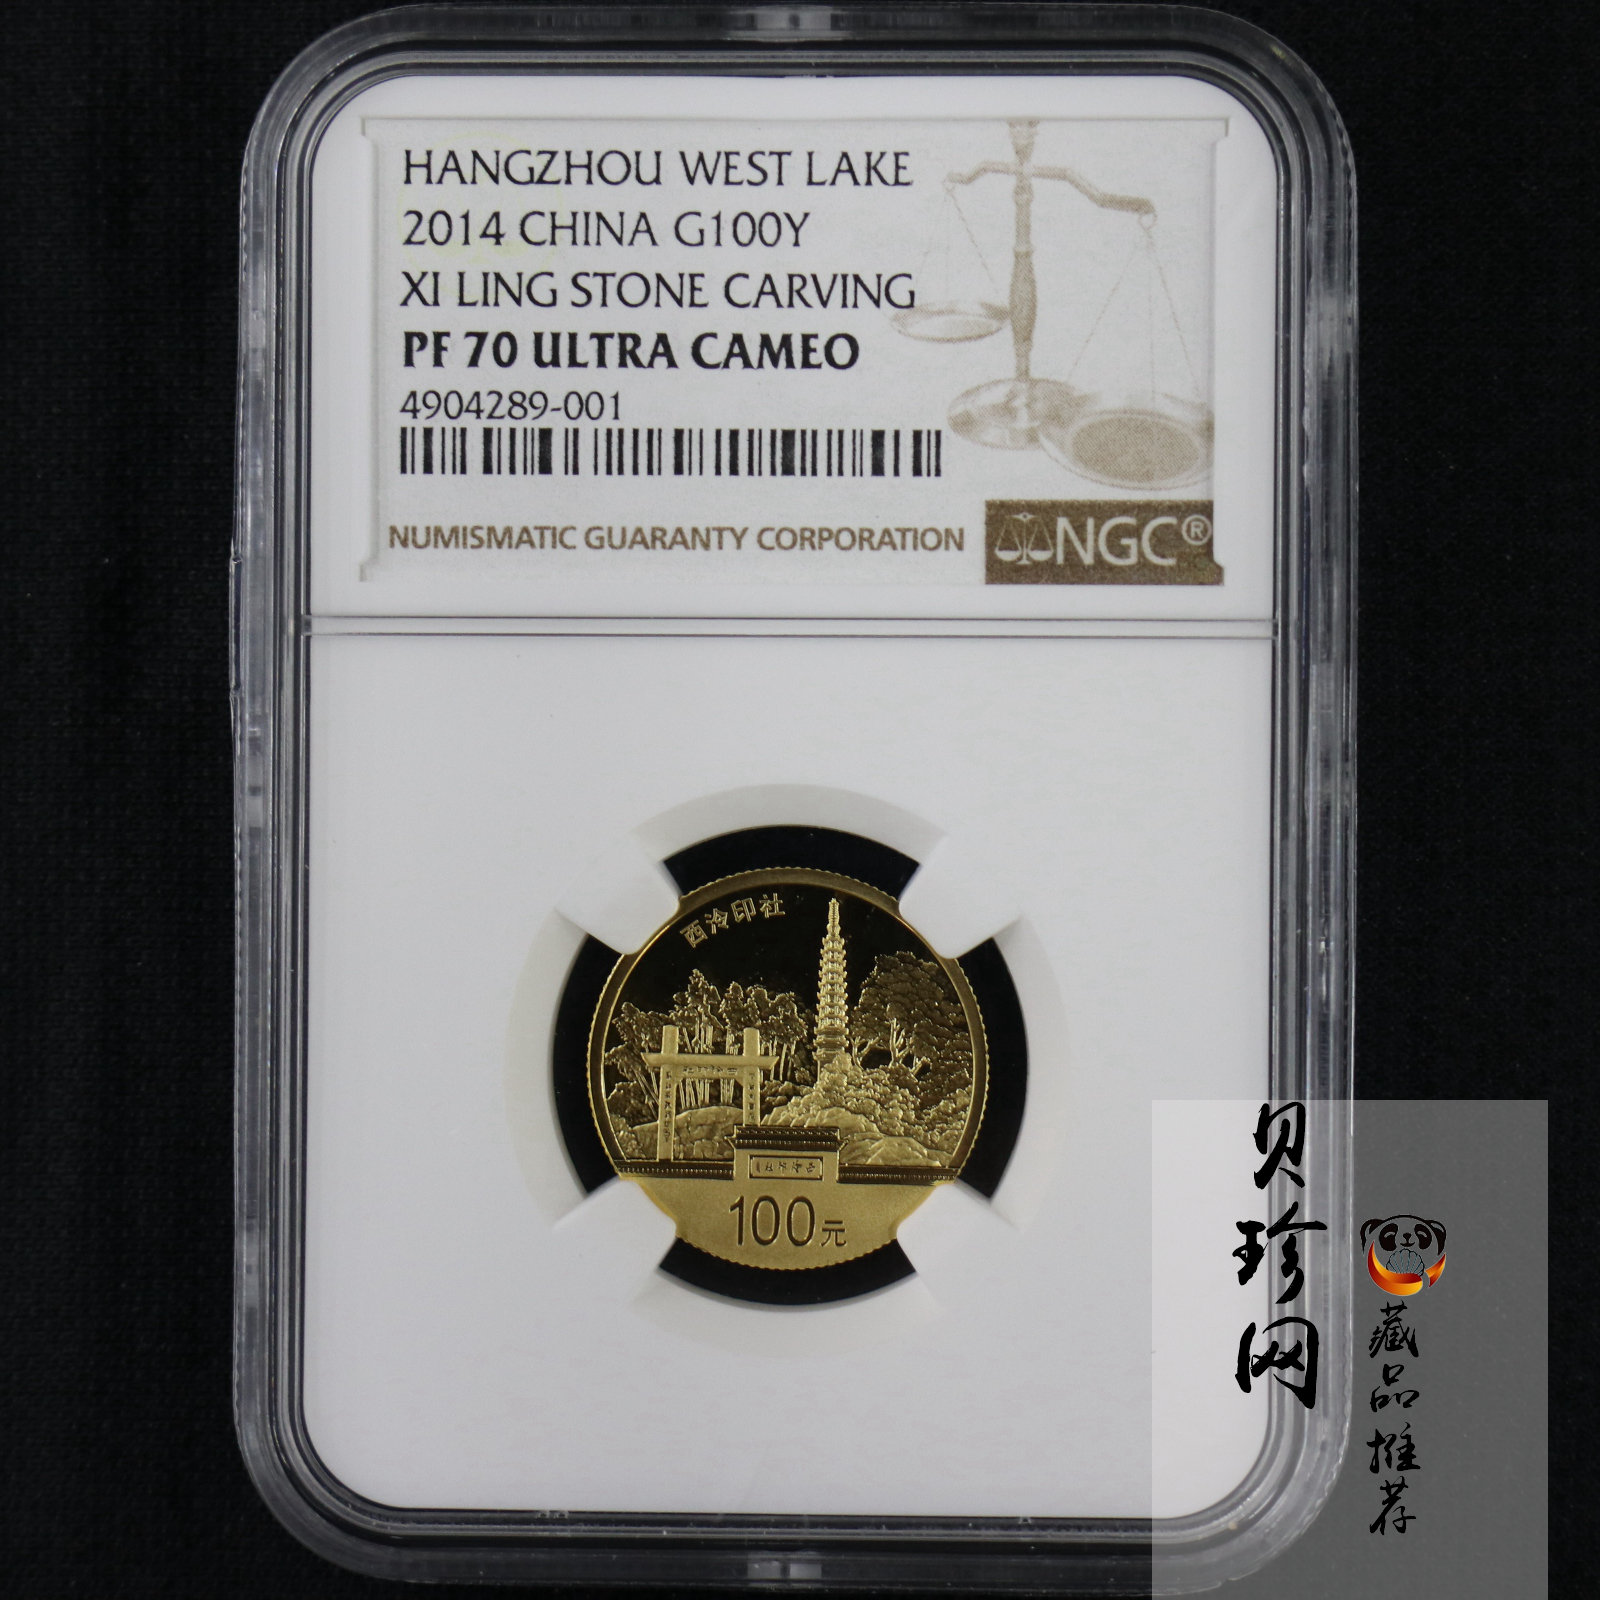 HANGZHOU WEST LAKE
2014 CHINA G100Y
XI LING STONE CARVING
PF 70 ULTRA CAMEO
4904289-001
NUMISMATIC GUARANTY CORPORATION
NGC®
西泠印社
100元
贝珍网
藏品推荐